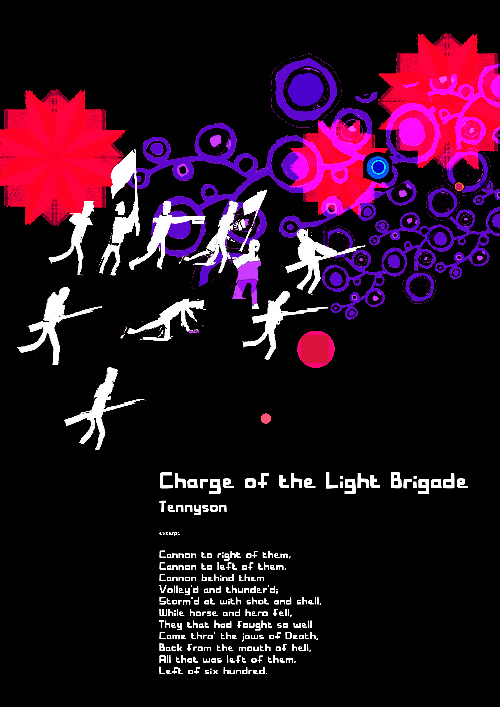 Charge of the Light Brigade
Tennyson
excerpt
Cannon to right of them,
Cannon to left of them.
Cannon behind them
Volley'd and thunder'd;
Storm'd at with shot and shell,
While horse and hero fell,
They that had fought so well
Came thro' the jaws of Death,
Back from the mouth of hell,
All that was left of them,
Left of six hundred.